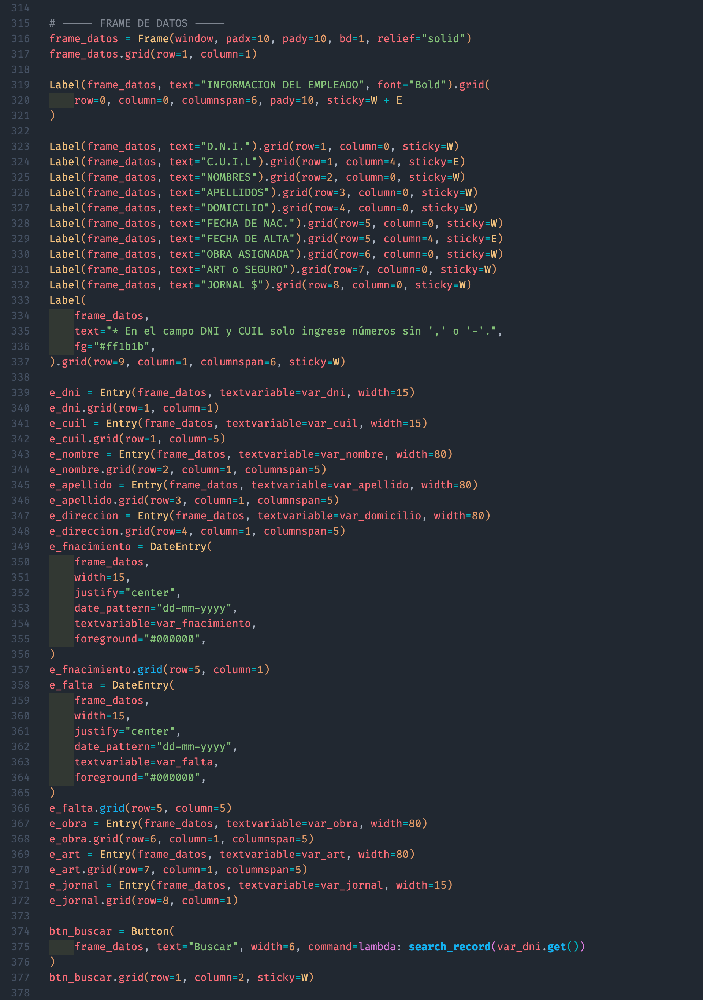 314
315 # ───── FRAME DE DATOS ─────
316 frame_datos = Frame(window, padx=10, pady=10, bd=1, relief="solid")
317 frame_datos.grid(row=1, column=1)
318
319 Label(frame_datos, text="INFORMACION DEL EMPLEADO", font="Bold").grid(
320     row=0, column=0, columnspan=6, pady=10, sticky=W + E
321 )
322
323 Label(frame_datos, text="D.N.I.").grid(row=1, column=0, sticky=W)
324 Label(frame_datos, text="C.U.I.L").grid(row=1, column=4, sticky=E)
325 Label(frame_datos, text="NOMBRES").grid(row=2, column=0, sticky=W)
326 Label(frame_datos, text="APELLIDOS").grid(row=3, column=0, sticky=W)
327 Label(frame_datos, text="DOMICILIO").grid(row=4, column=0, sticky=W)
328 Label(frame_datos, text="FECHA DE NAC.").grid(row=5, column=0, sticky=W)
329 Label(frame_datos, text="FECHA DE ALTA").grid(row=5, column=4, sticky=E)
330 Label(frame_datos, text="OBRA ASIGNADA").grid(row=6, column=0, sticky=W)
331 Label(frame_datos, text="ART o SEGURO").grid(row=7, column=0, sticky=W)
332 Label(frame_datos, text="JORNAL $").grid(row=8, column=0, sticky=W)
333 Label(
334     frame_datos,
335     text="* En el campo DNI y CUIL solo ingrese números sin ',' o '-'.",
336     fg="#ff1b1b",
337 ).grid(row=9, column=1, columnspan=6, sticky=W)
338
339 e_dni = Entry(frame_datos, textvariable=var_dni, width=15)
340 e_dni.grid(row=1, column=1)
341 e_cuil = Entry(frame_datos, textvariable=var_cuil, width=15)
342 e_cuil.grid(row=1, column=5)
343 e_nombre = Entry(frame_datos, textvariable=var_nombre, width=80)
344 e_nombre.grid(row=2, column=1, columnspan=5)
345 e_apellido = Entry(frame_datos, textvariable=var_apellido, width=80)
346 e_apellido.grid(row=3, column=1, columnspan=5)
347 e_direccion = Entry(frame_datos, textvariable=var_domicilio, width=80)
348 e_direccion.grid(row=4, column=1, columnspan=5)
349 e_fnacimiento = DateEntry(
350     frame_datos,
351     width=15,
352     justify="center",
353     date_pattern="dd-mm-yyyy",
354     textvariable=var_fnacimiento,
355     foreground="#000000",
356 )
357 e_fnacimiento.grid(row=5, column=1)
358 e_falta = DateEntry(
359     frame_datos,
360     width=15,
361     justify="center",
362     date_pattern="dd-mm-yyyy",
363     textvariable=var_falta,
364     foreground="#000000",
365 )
366 e_falta.grid(row=5, column=5)
367 e_obra = Entry(frame_datos, textvariable=var_obra, width=80)
368 e_obra.grid(row=6, column=1, columnspan=5)
369 e_art = Entry(frame_datos, textvariable=var_art, width=80)
370 e_art.grid(row=7, column=1, columnspan=5)
371 e_jornal = Entry(frame_datos, textvariable=var_jornal, width=15)
372 e_jornal.grid(row=8, column=1)
373
374 btn_buscar = Button(
375     frame_datos, text="Buscar", width=6, command=lambda: search_record(var_dni.get())
376 )
377 btn_buscar.grid(row=1, column=2, sticky=W)
378